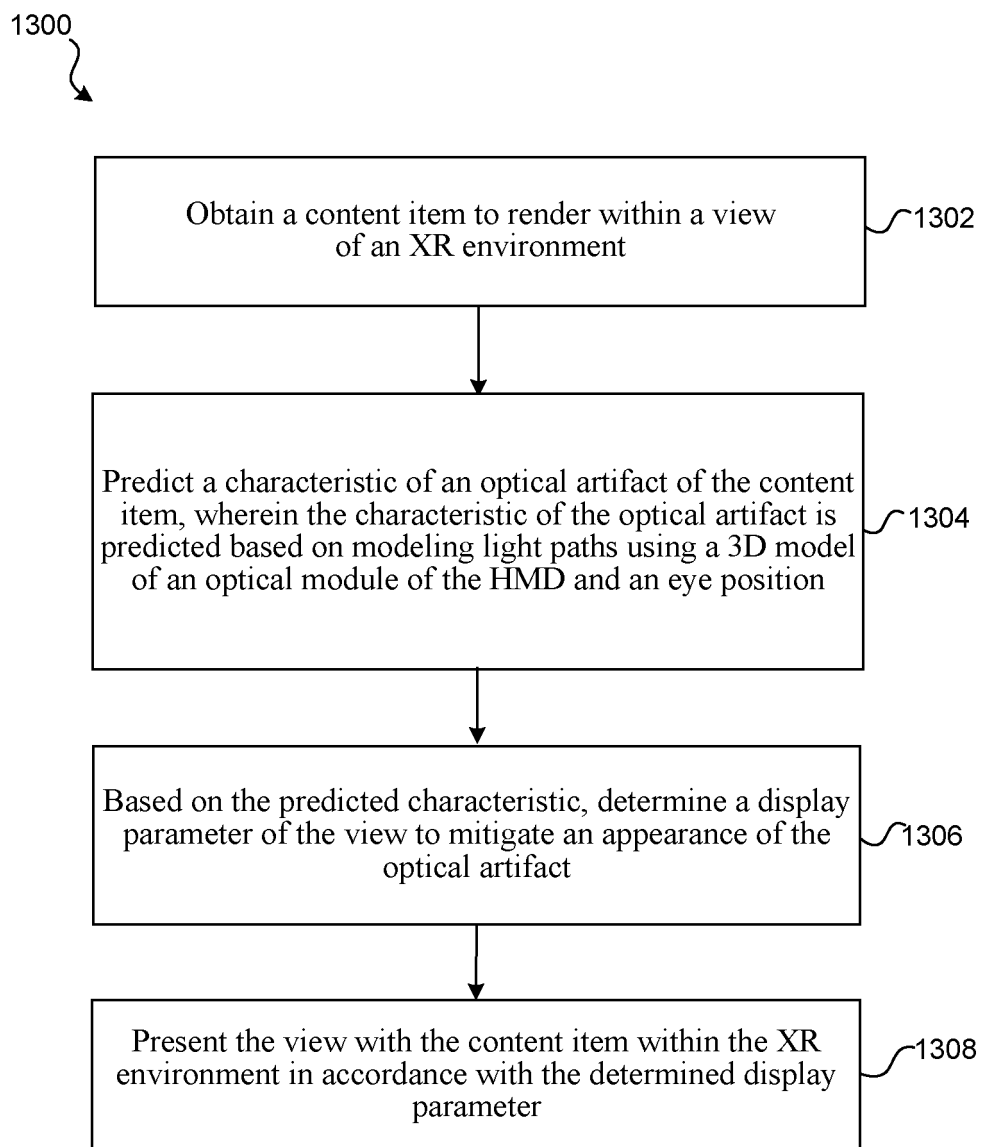 1300
Obtain a content item to render within a view
of an XR environment
1302
Predict a characteristic of an optical artifact of the content
item, wherein the characteristic of the optical artifact is
predicted based on modeling light paths using a 3D model
of an optical module of the HMD and an eye position
1304
Based on the predicted characteristic, determine a display
parameter of the view to mitigate an appearance of the
optical artifact
1306
Present the view with the content item within the XR
environment in accordance with the determined display
parameter
1308